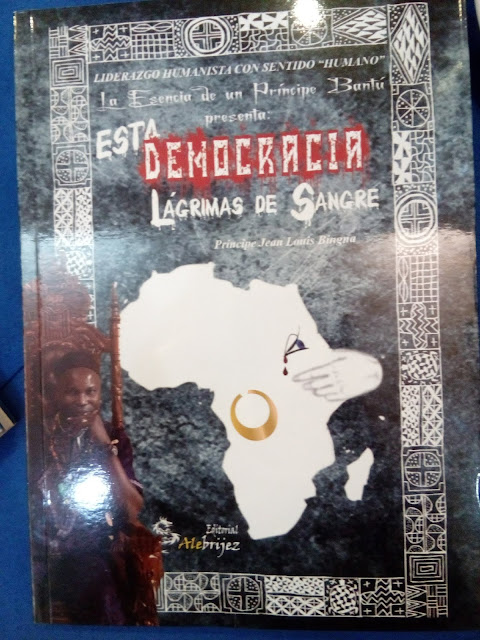 LIDERAZGO HUMANISTA CON SENTIDO "HUMANO"
La Esencia de un Príncipe Bantú
presenta:
ESTA
DEMOCRACIA
LÁGRIMAS DE SANGRE
Príncipe Jean Louis Bingna
Editorial
Alebrijez